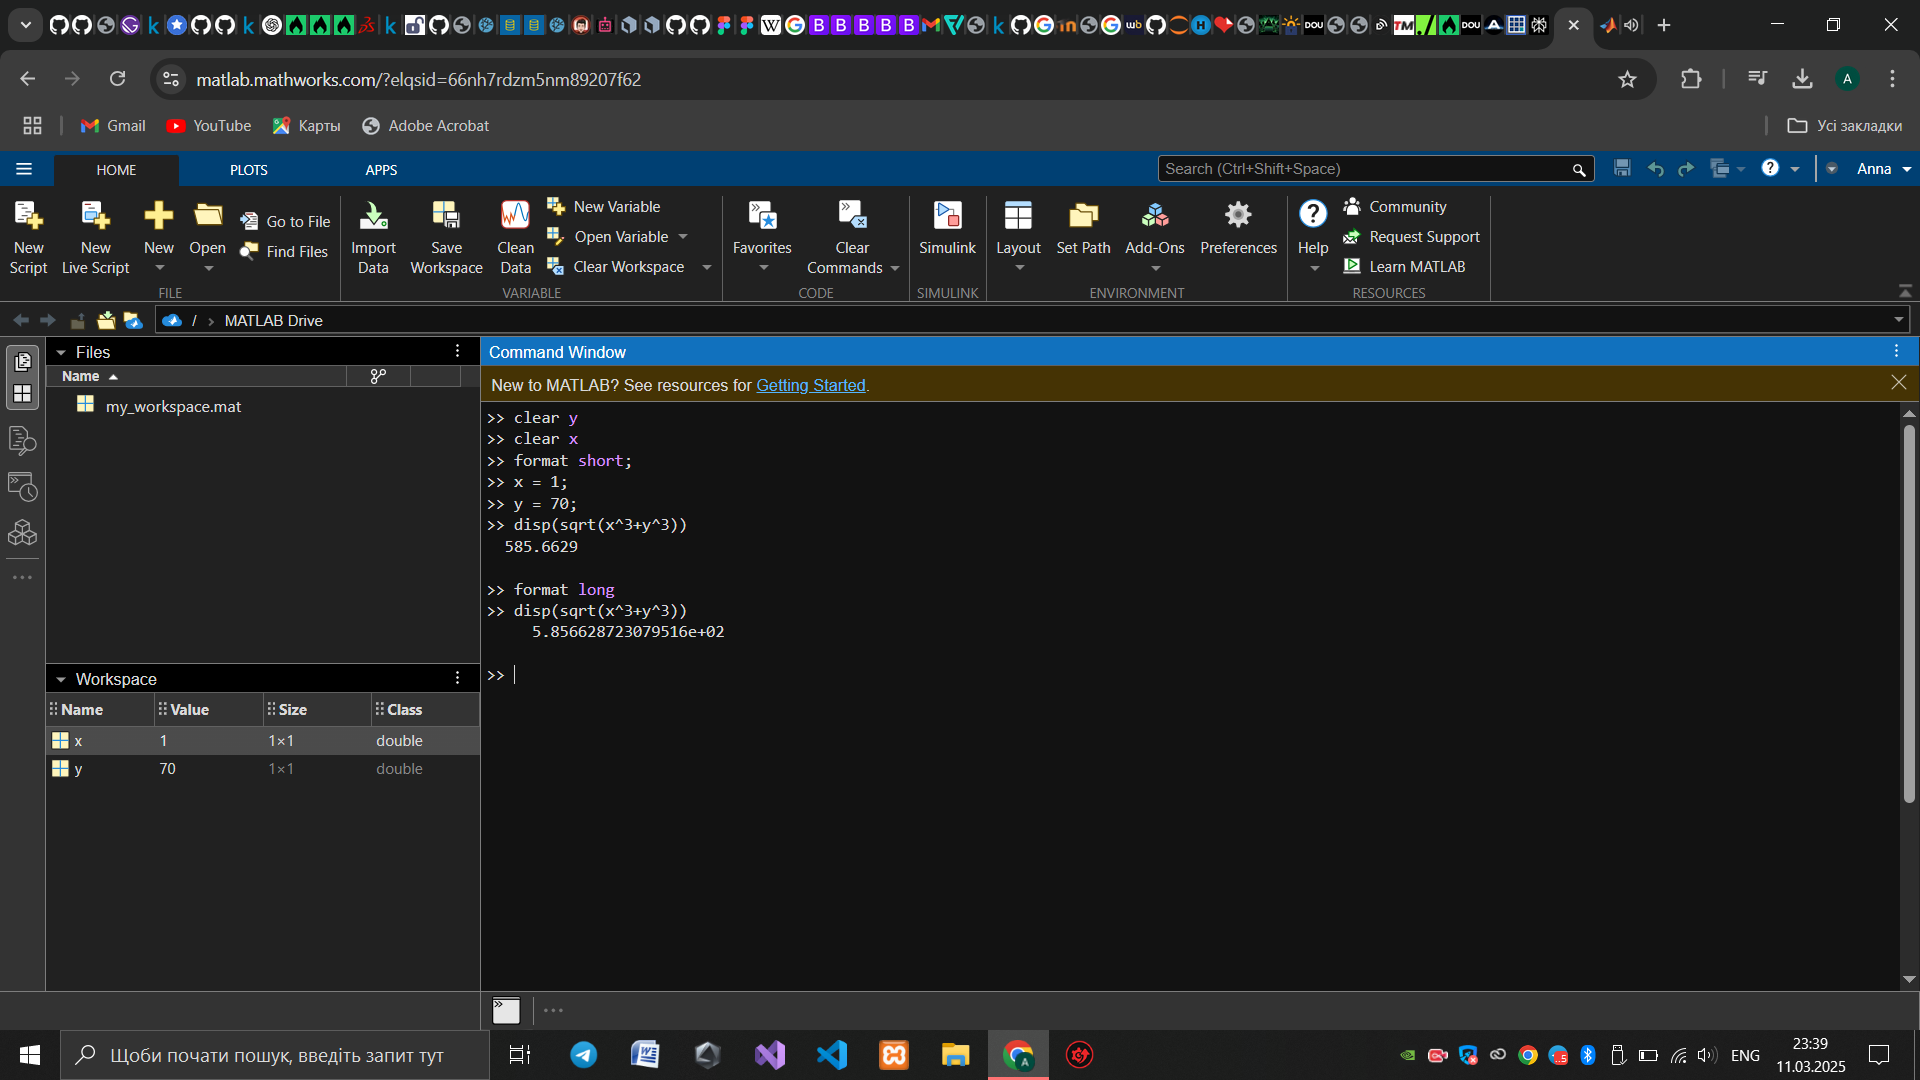 matlab.mathworks.com/?elqsid=66nh7rdzm5nm89207f62
A
Gmail
YouTube
Карты
Adobe Acrobat
Усі закладки
HOME
PLOTS
APPS
Search (Ctrl+Shift+Space)
Anna
New Script
New Live Script
New
Open
Go to File
Find Files
FILE
Import Data
Save Workspace
Clean Data
New Variable
Open Variable
Clear Workspace
VARIABLE
Favorites
Clear Commands
CODE
Simulink
SIMULINK
Layout
Set Path
Add-Ons
Preferences
ENVIRONMENT
Help
Community
Request Support
Learn MATLAB
RESOURCES
/ › MATLAB Drive
Files
Name
my_workspace.mat
Workspace
Name Value Size Class
x 1 1×1 double
y 70 1×1 double
Command Window
New to MATLAB? See resources for Getting Started.
>> clear y
>> clear x
>> format short;
>> x = 1;
>> y = 70;
>> disp(sqrt(x^3+y^3))
585.6629
>> format long
>> disp(sqrt(x^3+y^3))
5.856628723079516e+02
>>
Щоби почати пошук, введіть запит тут
ENG
23:39
11.03.2025